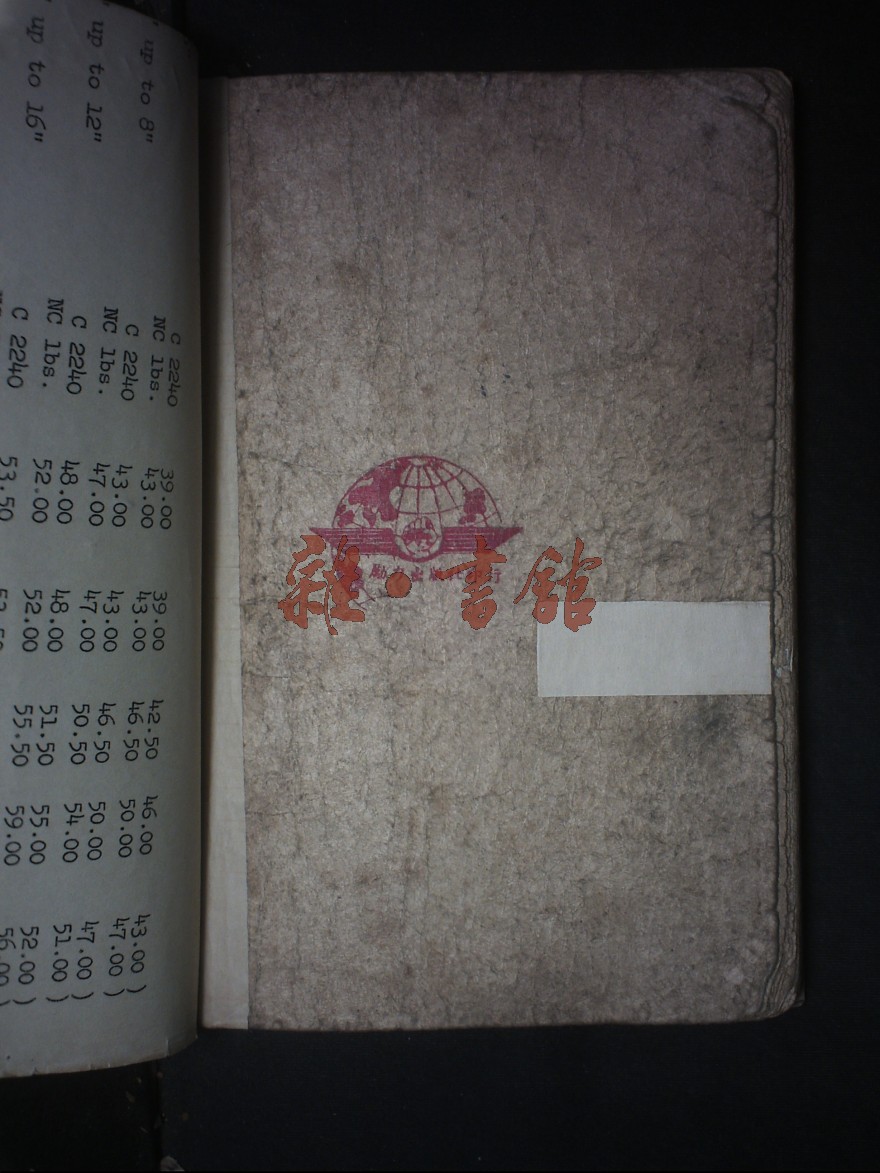 C 2240 39.00 39.00 42.50 46.00 43.00 )
NC lbs. 43.00 43.00 46.50 50.00 47.00 )
up to 8" C 2240 43.00 43.00 46.50 50.00 47.00 )
NC lbs. 47.00 47.00 50.50 54.00 51.00 )
up to 12" C 2240 48.00 48.00 51.50 55.00 52.00 )
NC lbs. 52.00 52.00 55.50 59.00 56.00 )
up to 16" C 2240 53.50
雜·書館